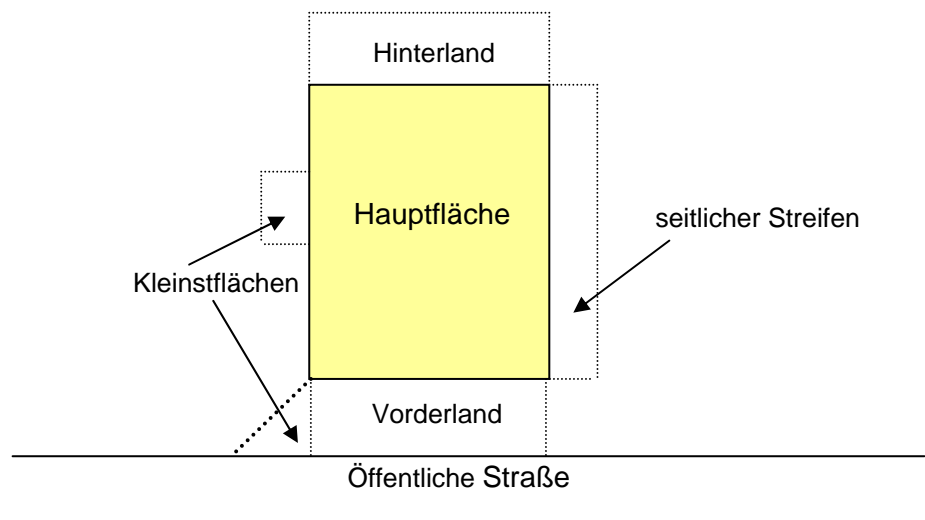 Hinterland
Hauptfläche
seitlicher Streifen
Kleinstflächen
Vorderland
Öffentliche Straße